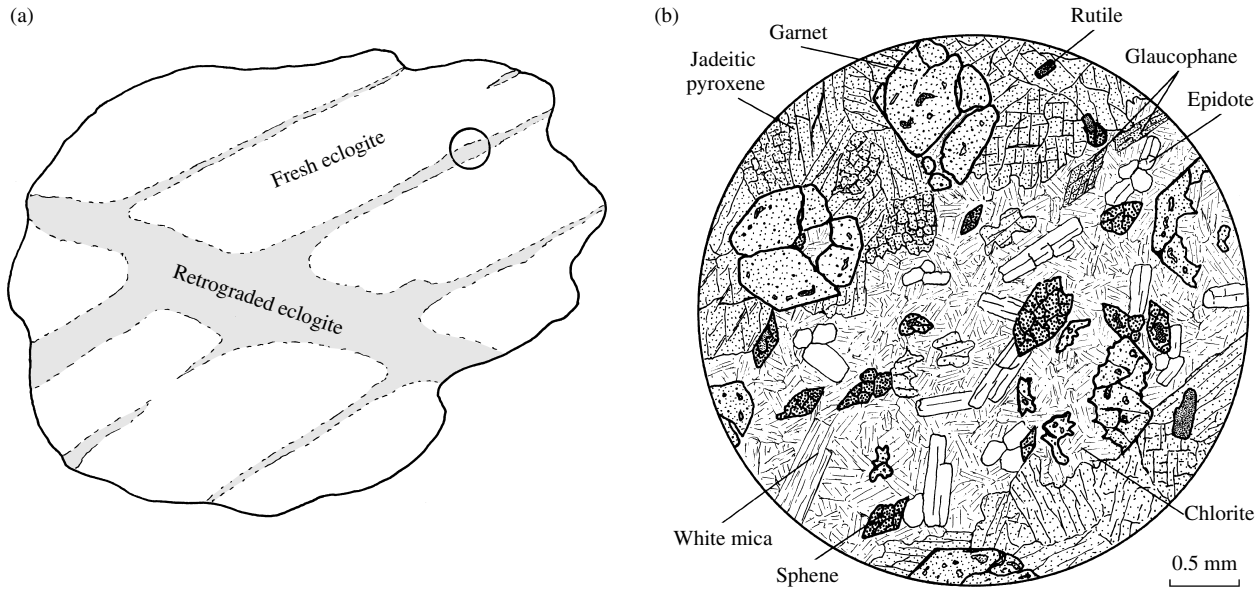 (a)
Fresh eclogite
Retrograded eclogite
(b)
Rutile
Garnet
Glaucophane
Jadeitic
pyroxene
Epidote
White mica
Sphene
Chlorite
0.5 mm